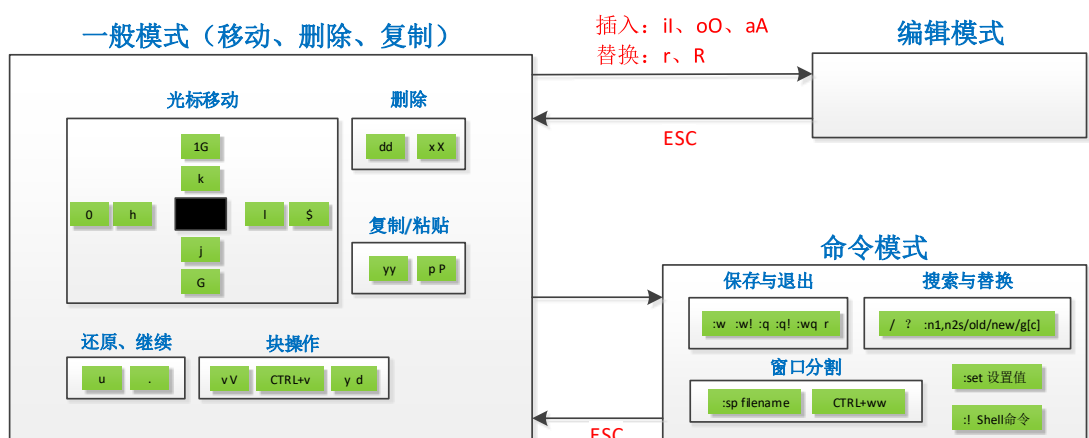 一般模式（移动、删除、复制）
插入：iI、oO、aA
替换：r、R
编辑模式
ESC
光标移动
1G
k
0 h l $
j
G
删除
dd x X
复制/粘贴
yy p P
还原、继续
u .
块操作
v V CTRL+v y d
命令模式
保存与退出
:w :w! :q :q! :wq r
搜索与替换
/ ? :n1,n2s/old/new/g[c]
窗口分割
:sp filename CTRL+ww
:set 设置值
:! Shell命令
ESC